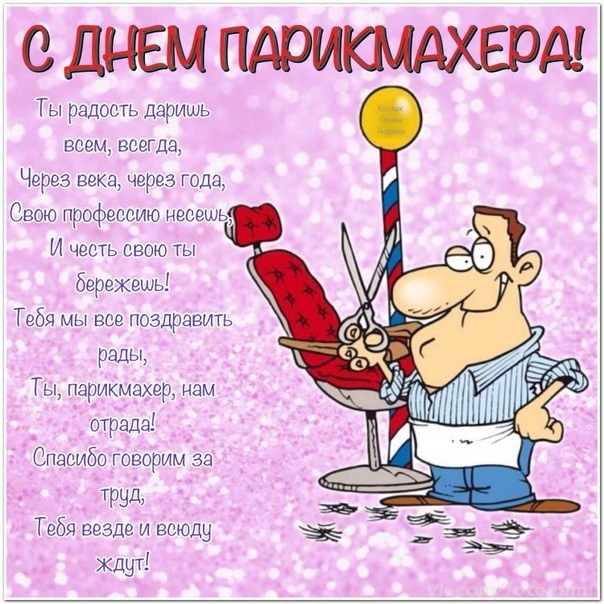 С ДНЕМ ПАРИКМАХЕРА!
Ты радость даришь
всем, всегда,
Через века, через года,
Свою профессию несешь,
И честь свою ты
бережешь!
Тебя мы все поздравить
рады,
Ты, парикмахер, нам
отрада!
Спасибо говорим за
труд,
Тебя везде и всюду
ждут!